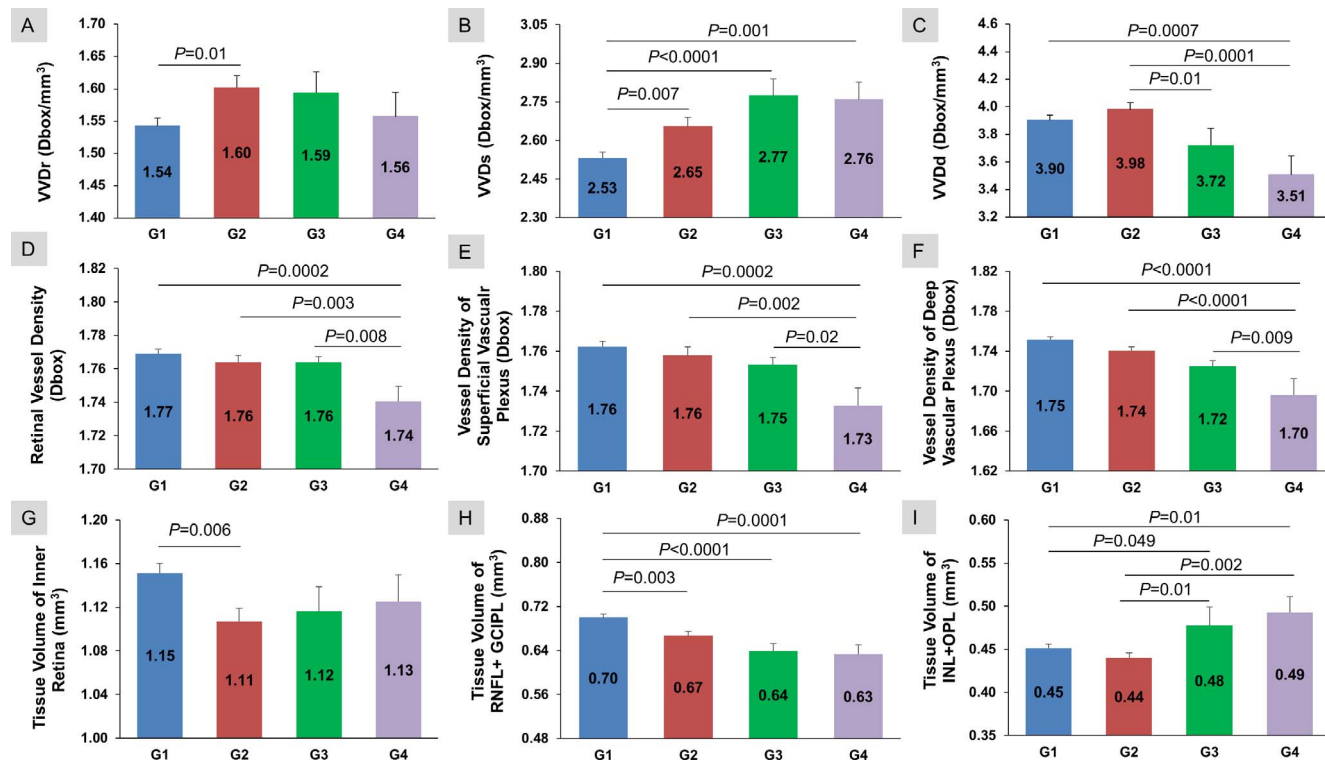 A
VVDr (Dbox/mm³)
1.70
1.65
1.60
1.55
1.50
1.45
1.40
P=0.01
1.54
1.60
1.59
1.56
G1
G2
G3
G4
B
VVDs (Dbox/mm³)
3.05
2.90
2.75
2.60
2.45
2.30
P=0.001
P<0.0001
P=0.007
2.53
2.65
2.77
2.76
G1
G2
G3
G4
C
VVDd (Dbox/mm³)
4.6
4.4
4.2
4.0
3.8
3.6
3.4
3.2
P=0.0007
P=0.0001
P=0.01
3.90
3.98
3.72
3.51
G1
G2
G3
G4
D
Retinal Vessel Density
(Dbox)
1.82
1.80
1.78
1.76
1.74
1.72
1.70
P=0.0002
P=0.003
P=0.008
1.77
1.76
1.76
1.74
G1
G2
G3
G4
E
Vessel Density of
Superficial Vascualr
Plexus (Dbox)
1.80
1.78
1.76
1.74
1.72
1.70
P=0.0002
P=0.002
P=0.02
1.76
1.76
1.75
1.73
G1
G2
G3
G4
F
Vessel Density of Deep
Vascular Plexus (Dbox)
1.82
1.78
1.74
1.70
1.66
1.62
P<0.0001
P<0.0001
P=0.009
1.75
1.74
1.72
1.70
G1
G2
G3
G4
G
Tissue Volume of Inner
Retina (mm³)
1.20
1.16
1.12
1.08
1.04
1.00
P=0.006
1.15
1.11
1.12
1.13
G1
G2
G3
G4
H
Tissue Volume of
RNFL+ GCIPL (mm³)
0.88
0.80
0.72
0.64
0.56
0.48
P=0.0001
P<0.0001
P=0.003
0.70
0.67
0.64
0.63
G1
G2
G3
G4
I
Tissue Volume of
INL+OPL (mm³)
0.60
0.55
0.50
0.45
0.40
0.35
P=0.01
P=0.049
P=0.002
P=0.01
0.45
0.44
0.48
0.49
G1
G2
G3
G4